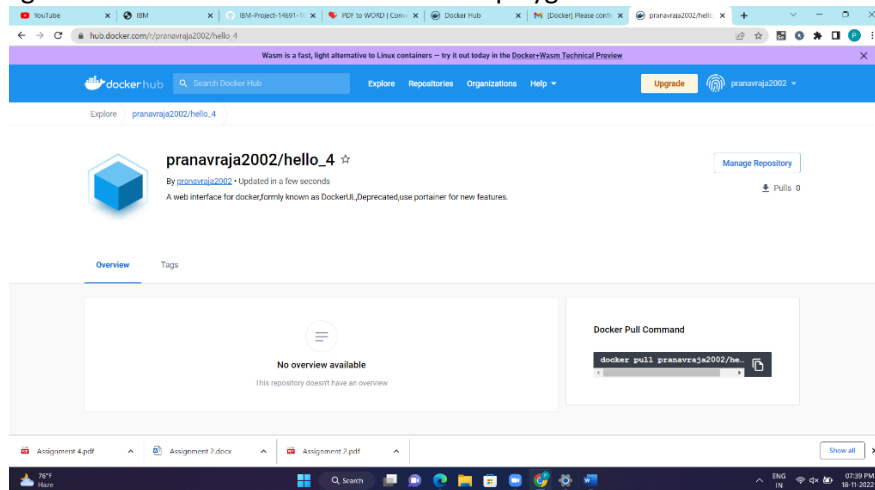 YouTube
IBM
IBM-Project-14691-1
PDF to WORD | Conv
Docker Hub
[Docker] Please confir
pranavraja2002/hello_
hub.docker.com/r/pranavraja2002/hello_4
Wasm is a fast, light alternative to Linux containers — try it out today in the Docker+Wasm Technical Preview
dockerhub
Search Docker Hub
Explore Repositories Organizations Help
Upgrade
pranavraja2002
Explore pranavraja2002/hello_4
pranavraja2002/hello_4
Manage Repository
By pranavraja2002 • Updated in a few seconds
Pulls 0
A web interface for docker,formly known as DockerUI,Deprecated,use portainer for new features.
Overview Tags
Docker Pull Command
docker pull pranavraja2002/he..
No overview available
This repository doesn't have an overview
Assignment 4.pdf
Assignment 2.docx
Assignment 2.pdf
Show all
76°F
Haze
Search
ENG
IN
07:39 PM
18-11-2022